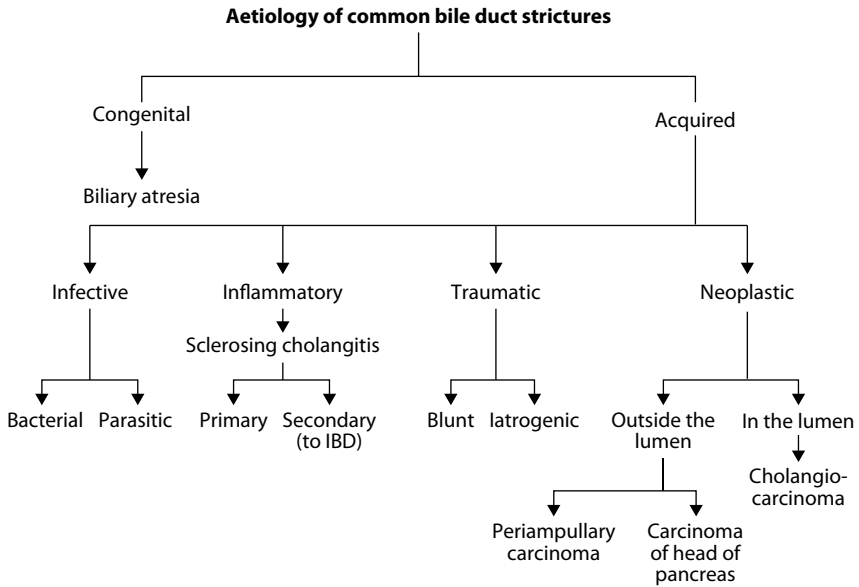 Aetiology of common bile duct strictures
Congenital
Acquired
Biliary atresia
Infective
Inflammatory
Traumatic
Neoplastic
Sclerosing cholangitis
Bacterial
Parasitic
Primary
Secondary
(to IBD)
Blunt
Iatrogenic
Outside the
lumen
In the lumen
Cholangio-
carcinoma
Periampullary
carcinoma
Carcinoma
of head of
pancreas